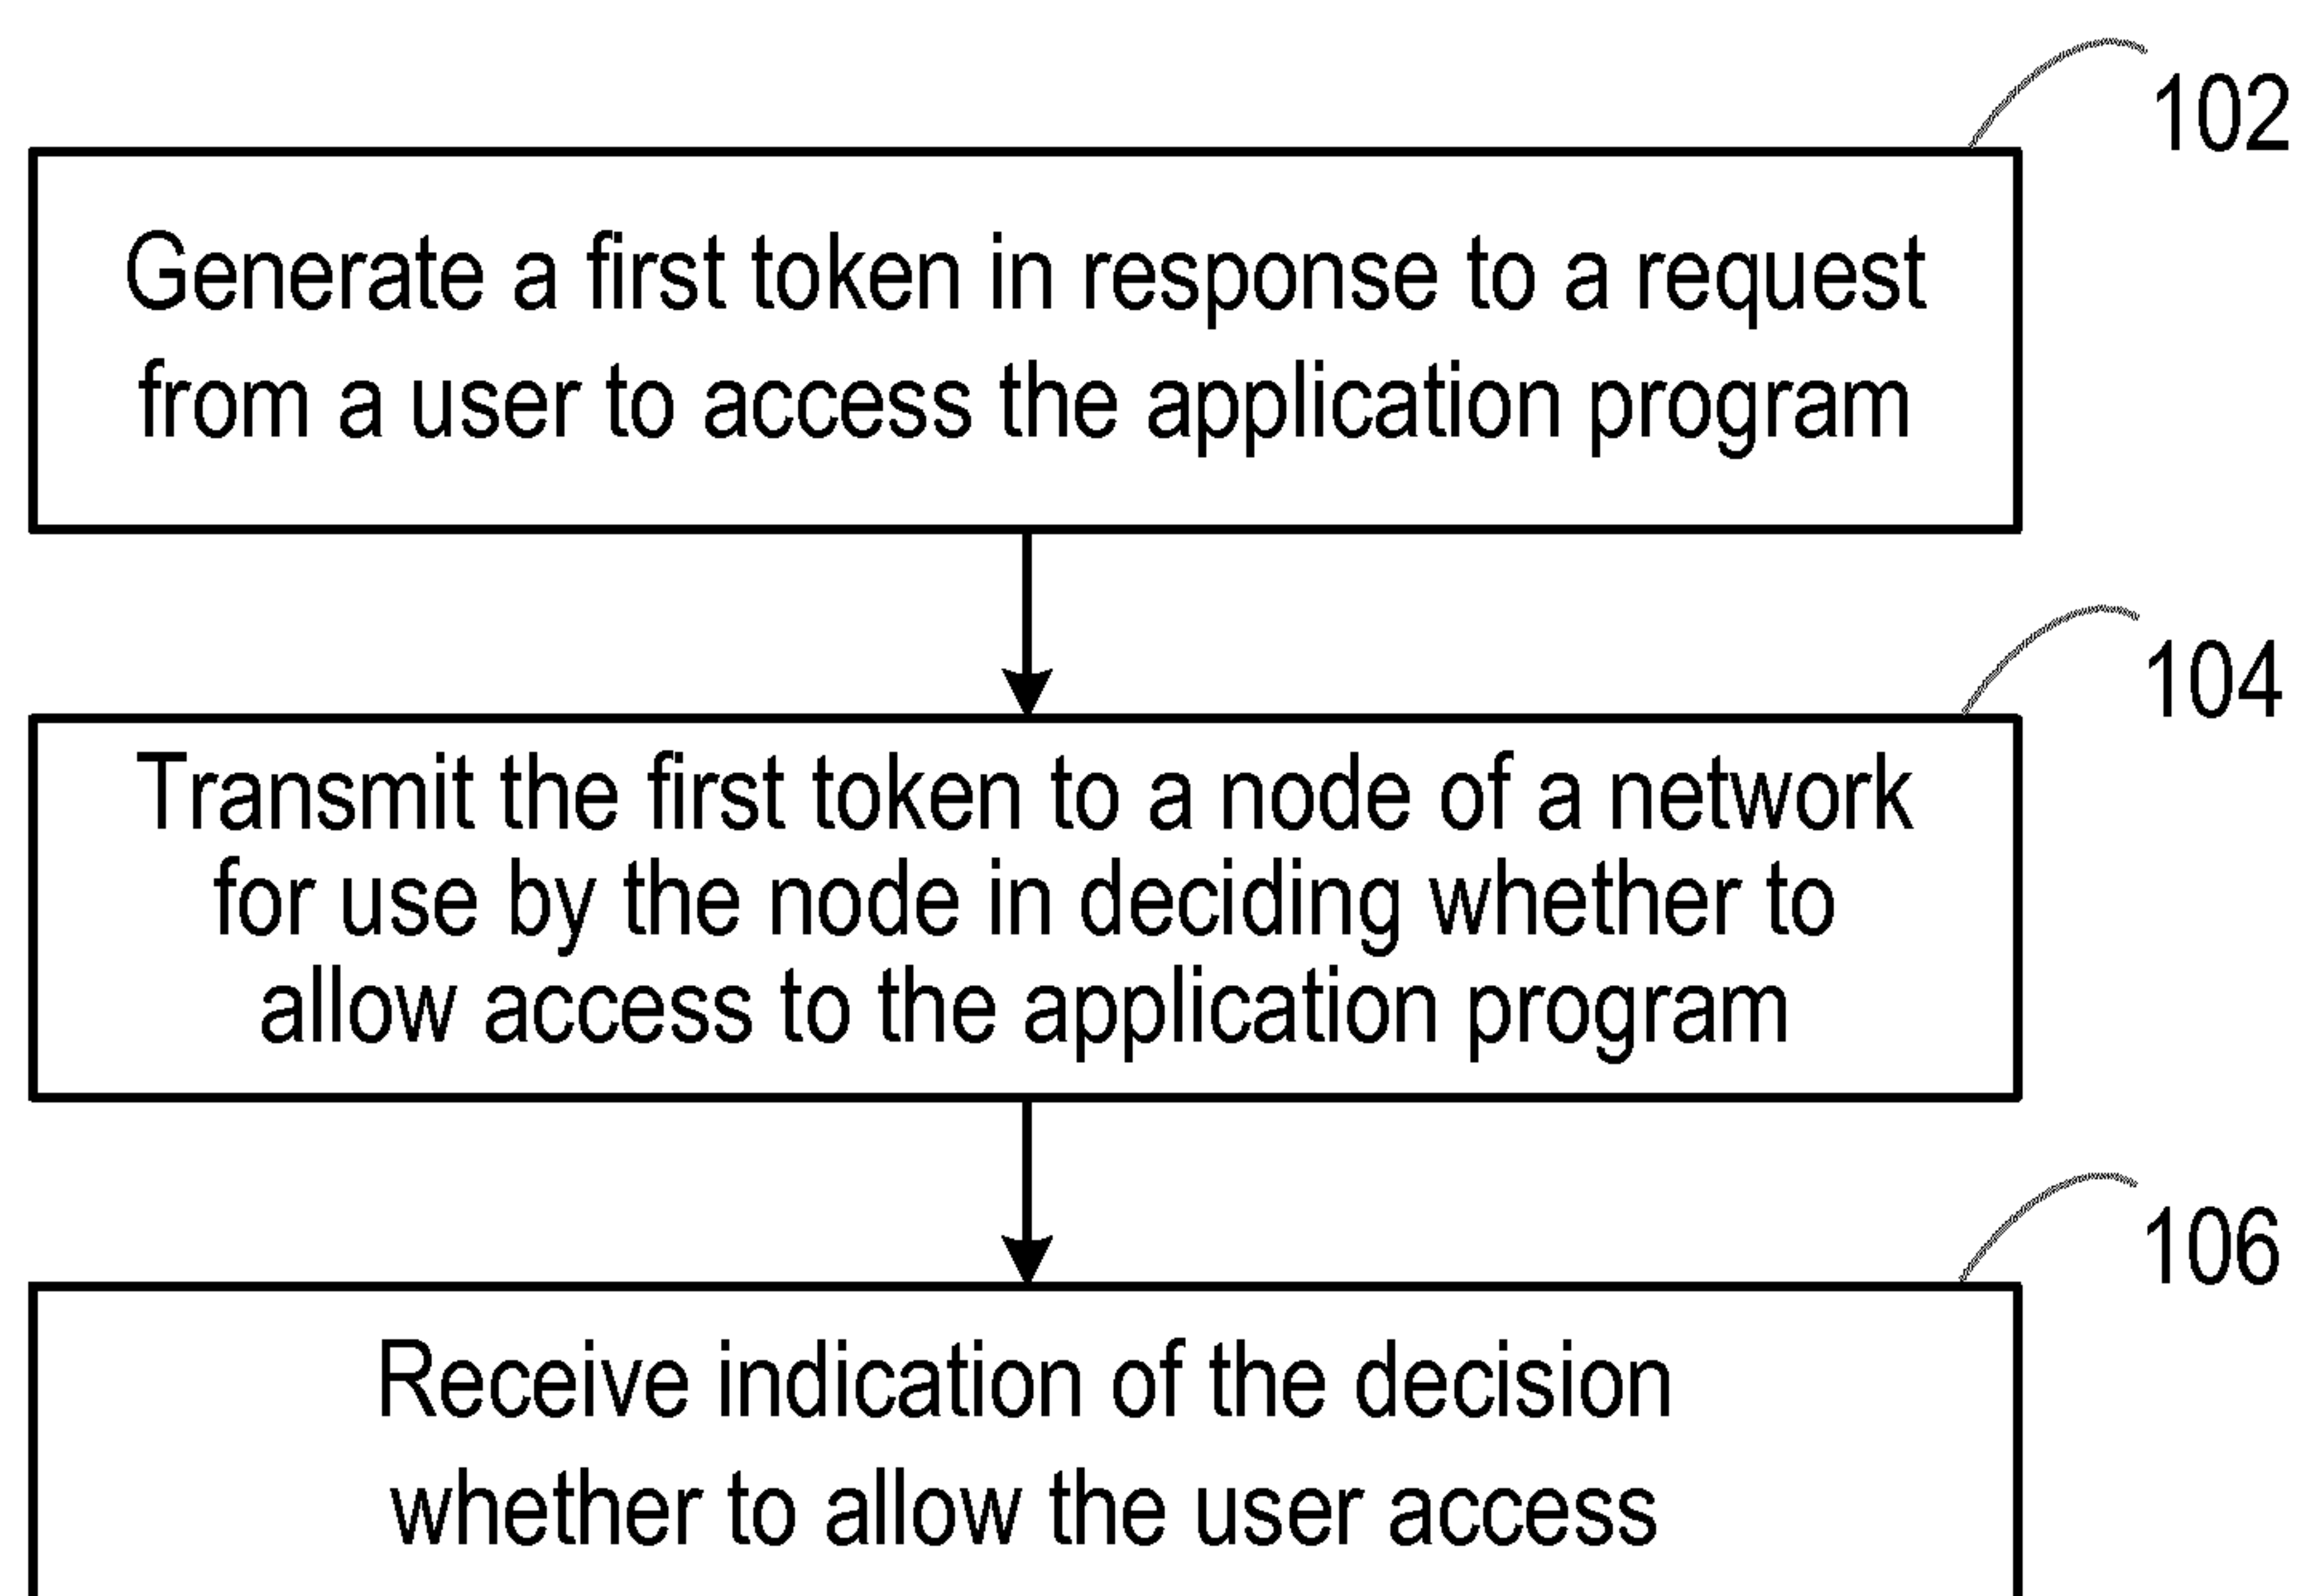 102
Generate a first token in response to a request
from a user to access the application program
104
Transmit the first token to a node of a network
for use by the node in deciding whether to
allow access to the application program
106
Receive indication of the decision
whether to allow the user access